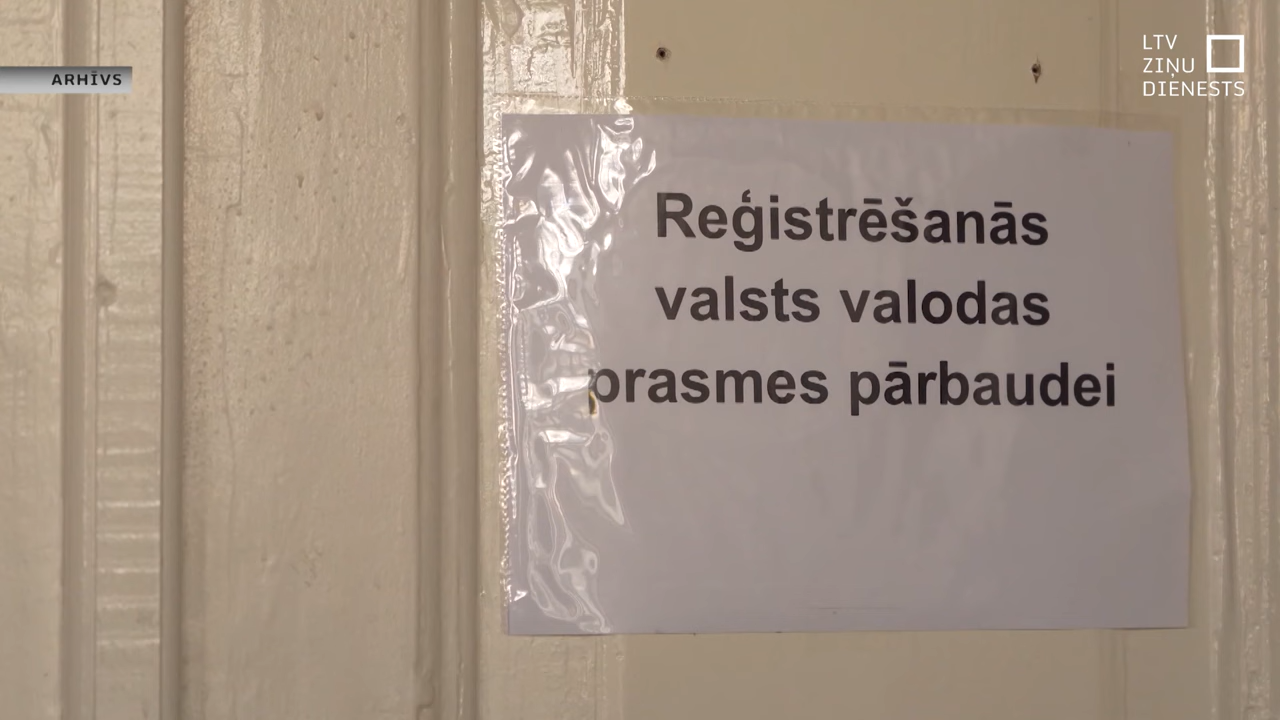 ARHĪVS
LTV
ZIŅU
DIENESTS
Reģistrēšanās
valsts valodas
prasmes pārbaudei